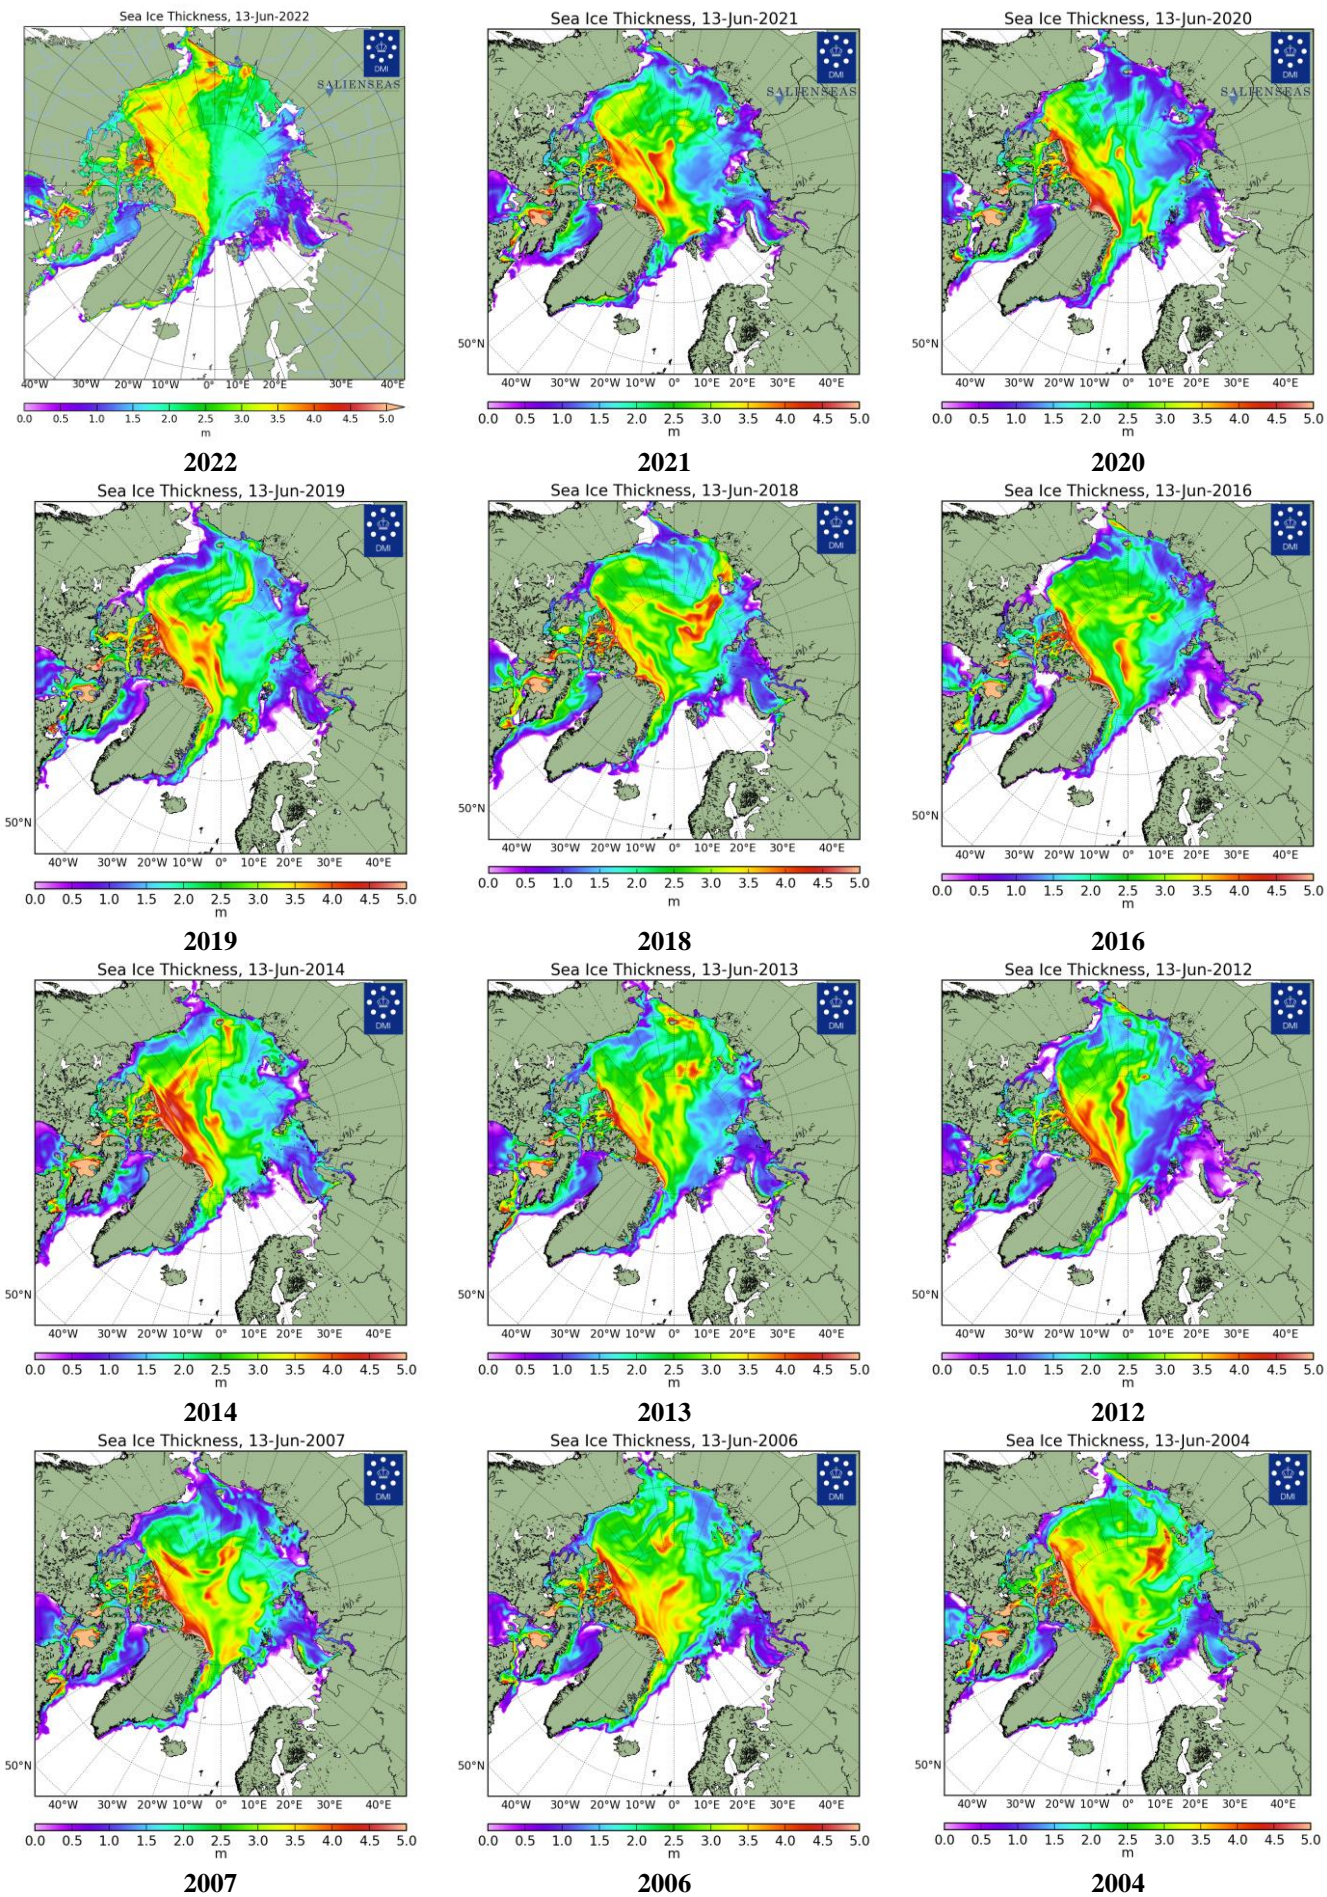 Sea Ice Thickness, 13-Jun-2022
DMI
SALIENSEAS
40°W 30°W 20°W 10°W 0° 10°E 20°E 30°E 40°E
0.0 0.5 1.0 1.5 2.0 2.5 3.0 3.5 4.0 4.5 5.0
m
2022
Sea Ice Thickness, 13-Jun-2021
DMI
SALIENSEAS
50°N
40°W 30°W 20°W 10°W 0° 10°E 20°E 30°E 40°E
0.0 0.5 1.0 1.5 2.0 2.5 3.0 3.5 4.0 4.5 5.0
m
2021
Sea Ice Thickness, 13-Jun-2020
DMI
SALIENSEAS
50°N
40°W 30°W 20°W 10°W 0° 10°E 20°E 30°E 40°E
0.0 0.5 1.0 1.5 2.0 2.5 3.0 3.5 4.0 4.5 5.0
m
2020
Sea Ice Thickness, 13-Jun-2019
DMI
50°N
40°W 30°W 20°W 10°W 0° 10°E 20°E 30°E 40°E
0.0 0.5 1.0 1.5 2.0 2.5 3.0 3.5 4.0 4.5 5.0
m
2019
Sea Ice Thickness, 13-Jun-2018
DMI
50°N
40°W 30°W 20°W 10°W 0° 10°E 20°E 30°E 40°E
0.0 0.5 1.0 1.5 2.0 2.5 3.0 3.5 4.0 4.5 5.0
m
2018
Sea Ice Thickness, 13-Jun-2016
DMI
50°N
40°W 30°W 20°W 10°W 0° 10°E 20°E 30°E 40°E
0.0 0.5 1.0 1.5 2.0 2.5 3.0 3.5 4.0 4.5 5.0
m
2016
Sea Ice Thickness, 13-Jun-2014
DMI
50°N
40°W 30°W 20°W 10°W 0° 10°E 20°E 30°E 40°E
0.0 0.5 1.0 1.5 2.0 2.5 3.0 3.5 4.0 4.5 5.0
m
2014
Sea Ice Thickness, 13-Jun-2013
DMI
50°N
40°W 30°W 20°W 10°W 0° 10°E 20°E 30°E 40°E
0.0 0.5 1.0 1.5 2.0 2.5 3.0 3.5 4.0 4.5 5.0
m
2013
Sea Ice Thickness, 13-Jun-2012
DMI
50°N
40°W 30°W 20°W 10°W 0° 10°E 20°E 30°E 40°E
0.0 0.5 1.0 1.5 2.0 2.5 3.0 3.5 4.0 4.5 5.0
m
2012
Sea Ice Thickness, 13-Jun-2007
DMI
50°N
40°W 30°W 20°W 10°W 0° 10°E 20°E 30°E 40°E
0.0 0.5 1.0 1.5 2.0 2.5 3.0 3.5 4.0 4.5 5.0
m
2007
Sea Ice Thickness, 13-Jun-2006
DMI
50°N
40°W 30°W 20°W 10°W 0° 10°E 20°E 30°E 40°E
0.0 0.5 1.0 1.5 2.0 2.5 3.0 3.5 4.0 4.5 5.0
m
2006
Sea Ice Thickness, 13-Jun-2004
DMI
50°N
40°W 30°W 20°W 10°W 0° 10°E 20°E 30°E 40°E
0.0 0.5 1.0 1.5 2.0 2.5 3.0 3.5 4.0 4.5 5.0
m
2004